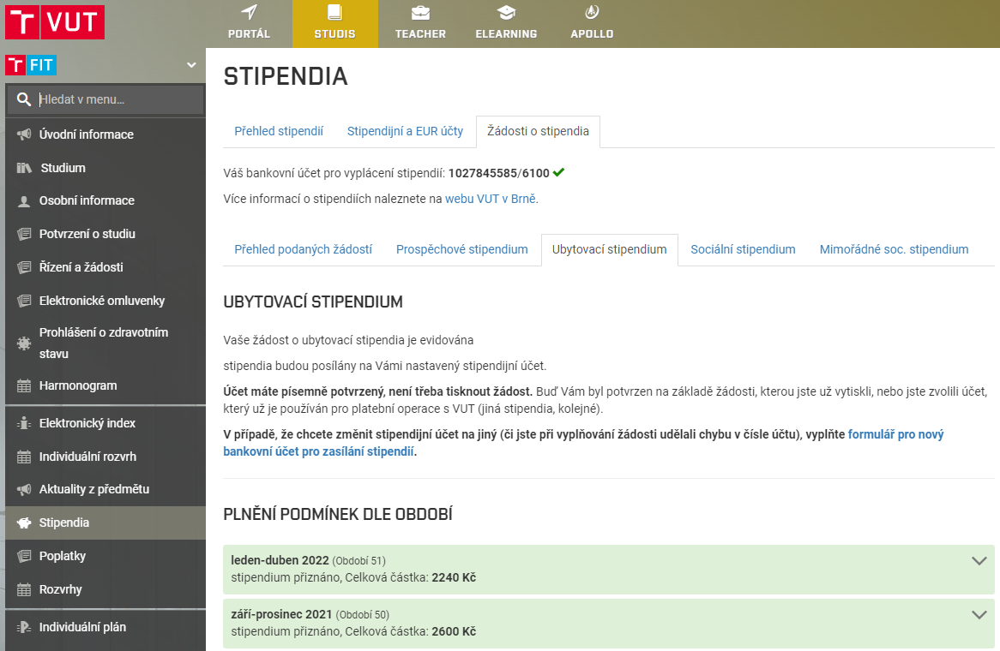 VUT
PORTÁL
STUDIS
TEACHER
ELEARNING
APOLLO
FIT
Hledat v menu...
Úvodní informace
Studium
Osobní informace
Potvrzení o studiu
Řízení a žádosti
Elektronické omluvenky
Prohlášení o zdravotním
stavu
Harmonogram
Elektronický index
Individuální rozvrh
Aktuality z předmětu
Stipendia
Poplatky
Rozvrhy
Individuální plán
STIPENDIA
Přehled stipendií
Stipendijní a EUR účty
Žádosti o stipendia
Váš bankovní účet pro vyplácení stipendií: 1027845585/6100
Více informací o stipendiích naleznete na webu VUT v Brně.
Přehled podaných žádostí
Prospěchové stipendium
Ubytovací stipendium
Sociální stipendium
Mimořádné soc. stipendium
UBYTOVACÍ STIPENDIUM
Vaše žádost o ubytovací stipendia je evidována
stipendia budou posílány na Vámi nastavený stipendijní účet.
Účet máte písemně potvrzený, není třeba tisknout žádost. Buď Vám byl potvrzen na základě žádosti, kterou jste už vytiskli, nebo jste zvolili účet,
který už je používán pro platební operace s VUT (jiná stipendia, kolejné).
V případě, že chcete změnit stipendijní účet na jiný (či jste při vyplňování žádosti udělali chybu v čísle účtu), vyplňte formulář pro nový
bankovní účet pro zasílání stipendií.
PLNĚNÍ PODMÍNEK DLE OBDOBÍ
leden-duben 2022 (Období 51)
stipendium přiznáno, Celková částka: 2240 Kč
září-prosinec 2021 (Období 50)
stipendium přiznáno, Celková částka: 2600 Kč